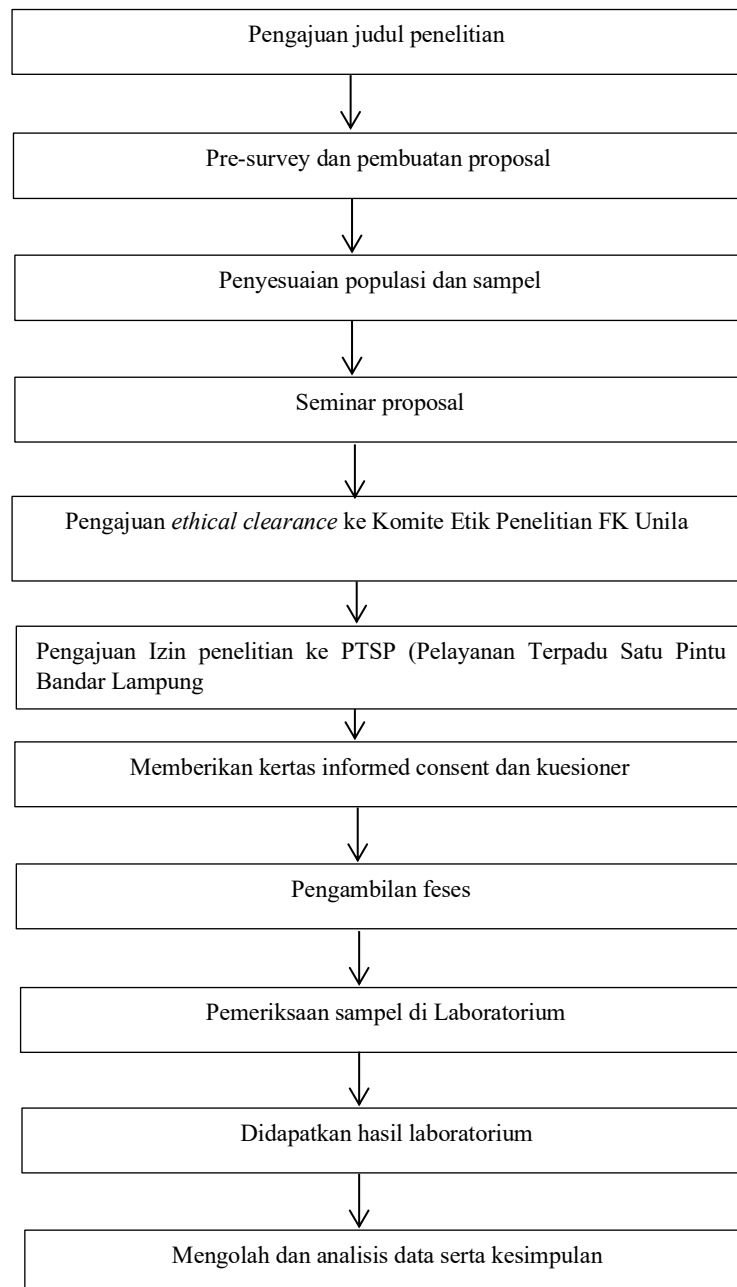 Pengajuan judul penelitian
Pre-survey dan pembuatan proposal
Penyesuaian populasi dan sampel
Seminar proposal
Pengajuan ethical clearance ke Komite Etik Penelitian FK Unila
Pengajuan Izin penelitian ke PTSP (Pelayanan Terpadu Satu Pintu
Bandar Lampung
Memberikan kertas informed consent dan kuesioner
Pengambilan feses
Pemeriksaan sampel di Laboratorium
Didapatkan hasil laboratorium
Mengolah dan analisis data serta kesimpulan